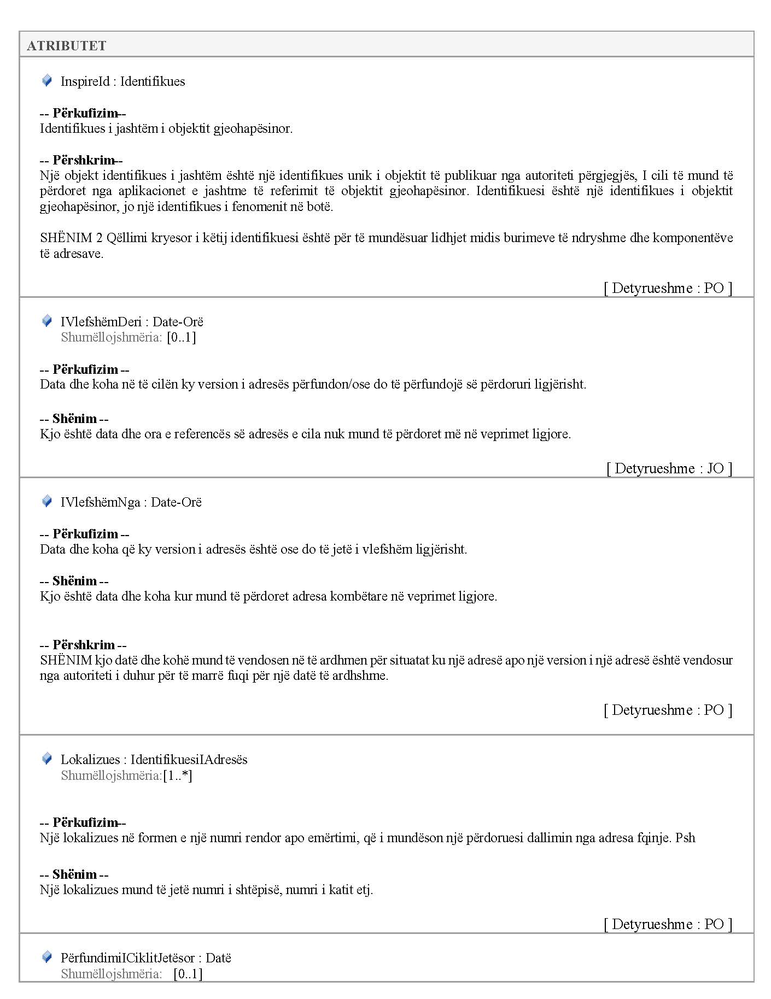 ATRIBUTET
InspireId : Identifikues
-- Përkufizim--
Identifikues i jashtëm i objektit gjeohapësinor.
-- Përshkrim--
Një objekt identifikues i jashtëm është një identifikues unik i objektit të publikuar nga autoriteti përgjegjës, I cili të mund të
përdoret nga aplikacionet e jashtme të referimit të objektit gjeohapësinor. Identifikuesi është një identifikues i objektit
gjeohapësinor, jo një identifikues i fenomenit në botë.
SHËNIM 2 Qëllimi kryesor i këtij identifikuesi është për të mundësuar lidhjet midis burimeve të ndryshme dhe komponentëve
të adresave.
[ Detyrueshme : PO ]
IVlefshëmDeri : Date-Orë
Shumëllojshmëria: [0..1]
-- Përkufizim --
Data dhe koha në të cilën ky version i adresës përfundon/ose do të përfundojë së përdoruri ligjërisht.
-- Shënim --
Kjo është data dhe ora e referencës së adresës e cila nuk mund të përdoret më në veprimet ligjore.
[ Detyrueshme : JO ]
IVlefshëmNga : Date-Orë
-- Përkufizim --
Data dhe koha që ky version i adresës është ose do të jetë i vlefshëm ligjërisht.
-- Shënim --
Kjo është data dhe koha kur mund të përdoret adresa kombëtare në veprimet ligjore.
-- Përshkrim --
SHËNIM kjo datë dhe kohë mund të vendosen në të ardhmen për situatat ku një adresë apo një version i një adresë është vendosur
nga autoriteti i duhur për të marrë fuqi për një datë të ardhshme.
[ Detyrueshme : PO ]
Lokalizues : IdentifikuesiIAdresës
Shumëllojshmëria:[1..*]
-- Përkufizim--
Një lokalizues në formen e një numri rendor apo emërtimi, që i mundëson një përdoruesi dallimin nga adresa fqinje. Psh
-- Shënim --
Një lokalizues mund të jetë numri i shtëpisë, numri i katit etj.
[ Detyrueshme : PO ]
PërfundimiICiklitJetësor : Datë
Shumëllojshmëria: [0..1]